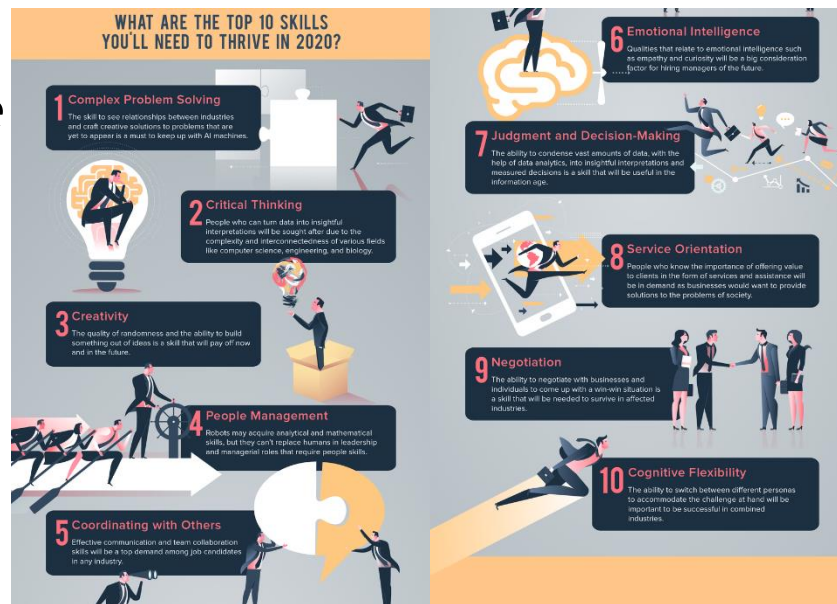 WHAT ARE THE TOP 10 SKILLS
YOU'LL NEED TO THRIVE IN 2020?
1 Complex Problem Solving
The skill to see relationships between industries
and craft creative solutions to problems that are
yet to appear is a must to keep up with AI machines.
2 Critical Thinking
People who can turn data into insightful
interpretations will be sought after due to the
complexity and interconnectedness of various fields
like computer science, engineering, and biology.
3 Creativity
The quality of randomness and the ability to build
something out of ideas is a skill that will pay off now
and in the future.
4 People Management
Robots may acquire analytical and mathematical
skills, but they can't replace humans in leadership
and managerial roles that require people skills.
5 Coordinating with Others
Effective communication and team collaboration
skills will be a top demand among job candidates
in any industry.
6 Emotional Intelligence
Qualities that relate to emotional intelligence such
as empathy and curiosity will be a big consideration
factor for hiring managers of the future.
7 Judgment and Decision-Making
The ability to condense vast amounts of data, with the
help of data analytics, into insightful interpretations and
measured decisions is a skill that will be useful in the
information age.
8 Service Orientation
People who know the importance of offering value
to clients in the form of services and assistance will
be in demand as businesses would want to provide
solutions to the problems of society.
9 Negotiation
The ability to negotiate with businesses and
individuals to come up with a win-win situation is
a skill that will be needed to survive in affected
industries.
10 Cognitive Flexibility
The ability to switch between different personas
to accommodate the challenge at hand will be
important to be successful in combined
industries.